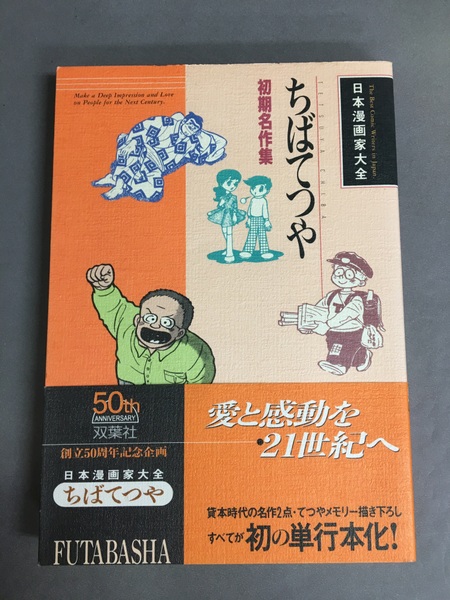 Make a Deep Impression and Love
on People for the Next Century.
The Best Comic Writers in Japan.
日本漫画家大全
ちばてつや
初期名作集
50th
ANNIVERSARY
双葉社
創立50周年記念企画
日本漫画家大全
ちばてつや
FUTABASHA
愛と感動を
21世紀へ
貸本時代の名作2点・てつやメモリー描き下ろし
すべてが初の単行本化!